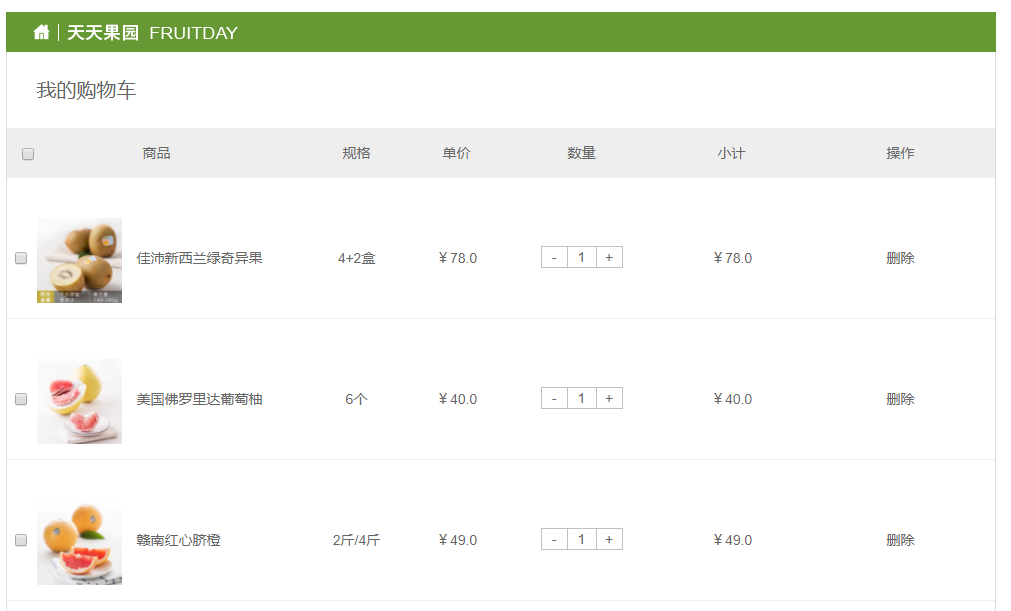 天天果园 FRUITDAY
我的购物车
商品 规格 单价 数量 小计 操作
佳沛新西兰绿奇异果 4+2盒 ￥78.0 - 1 + ￥78.0 删除
美国佛罗里达葡萄柚 6个 ￥40.0 - 1 + ￥40.0 删除
赣南红心脐橙 2斤/4斤 ￥49.0 - 1 + ￥49.0 删除